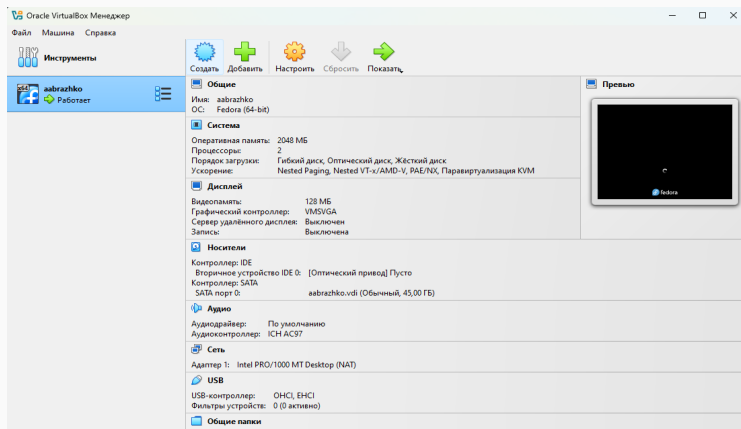 Oracle VirtualBox Менеджер
Файл Машина Справка
Инструменты
Создать Добавить Настроить Сбросить Показать
x64 aabrazhko
Работает
Общие
Имя: aabrazhko
ОС: Fedora (64-bit)
Превью
fedora
Система
Оперативная память: 2048 МБ
Процессоры: 2
Порядок загрузки: Гибкий диск, Оптический диск, Жёсткий диск
Ускорение: Nested Paging, Nested VT-x/AMD-V, PAE/NX, Паравиртуализация KVM
Дисплей
Видеопамять: 128 МБ
Графический контроллер: VMSVGA
Сервер удалённого дисплея: Выключен
Запись: Выключена
Носители
Контроллер: IDE
Вторичное устройство IDE 0: [Оптический привод] Пусто
Контроллер: SATA
SATA порт 0: aabrazhko.vdi (Обычный, 45,00 ГБ)
Аудио
Аудиодрайвер: По умолчанию
Аудиоконтроллер: ICH AC97
Сеть
Адаптер 1: Intel PRO/1000 MT Desktop (NAT)
USB
USB-контроллер: OHCI, EHCI
Фильтры устройств: 0 (0 активно)
Общие папки